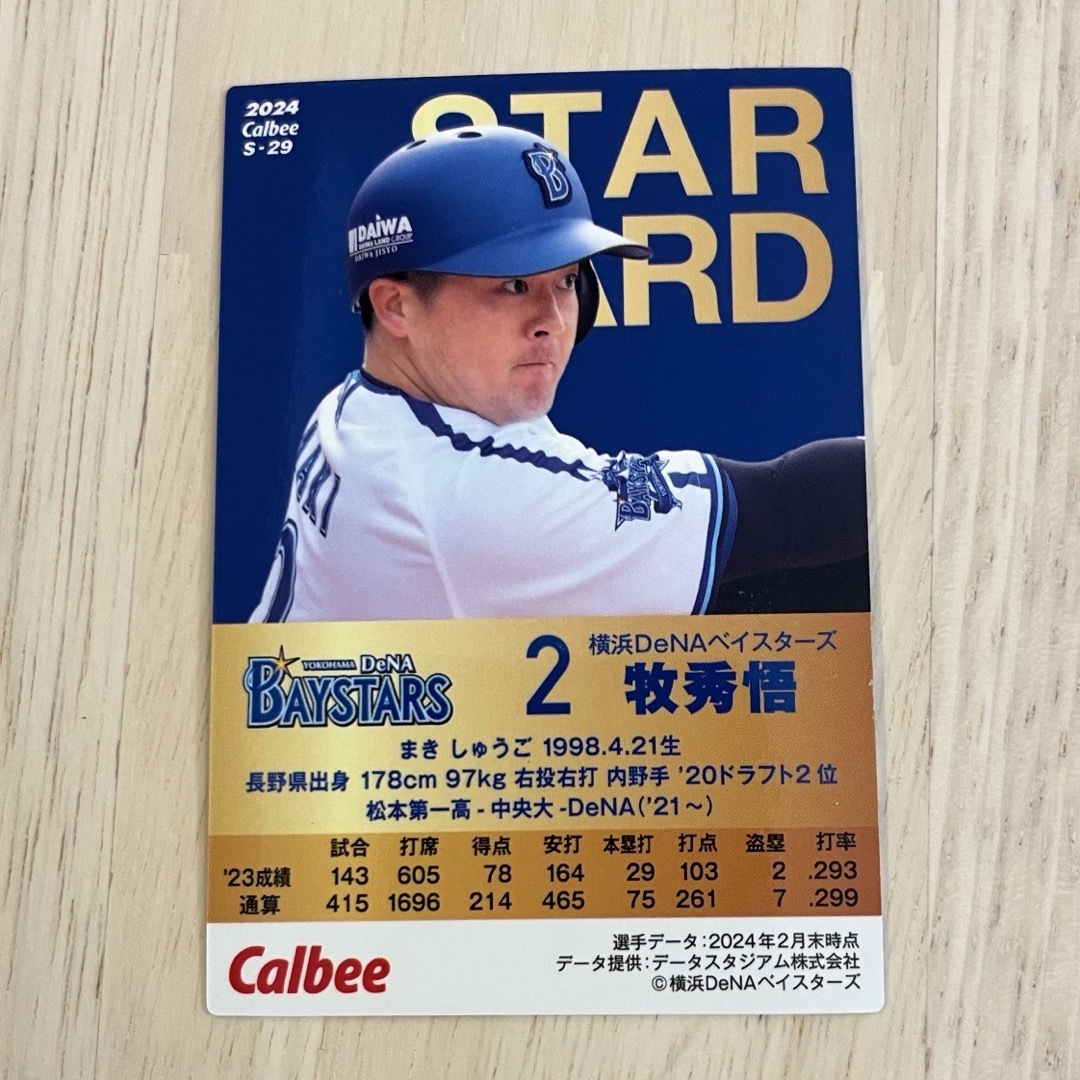 2024
Calbee
S-29
STAR
CARD
DAIWA
DAIWA LAND GROUP
DAIWA JISYO
AKI
BAYSTARS
YOKOHAMA DeNA
BAYSTARS
2
横浜DeNAベイスターズ
牧秀悟
まき しゅうご 1998.4.21生
長野県出身 178cm 97kg 右投右打 内野手 '20ドラフト2位
松本第一高-中央大-DeNA('21～)
試合 打席 得点 安打 本塁打 打点 盗塁 打率
'23成績 143 605 78 164 29 103 2 .293
通算 415 1696 214 465 75 261 7 .299
Calbee
選手データ:2024年2月末時点
データ提供:データスタジアム株式会社
©横浜DeNAベイスターズ